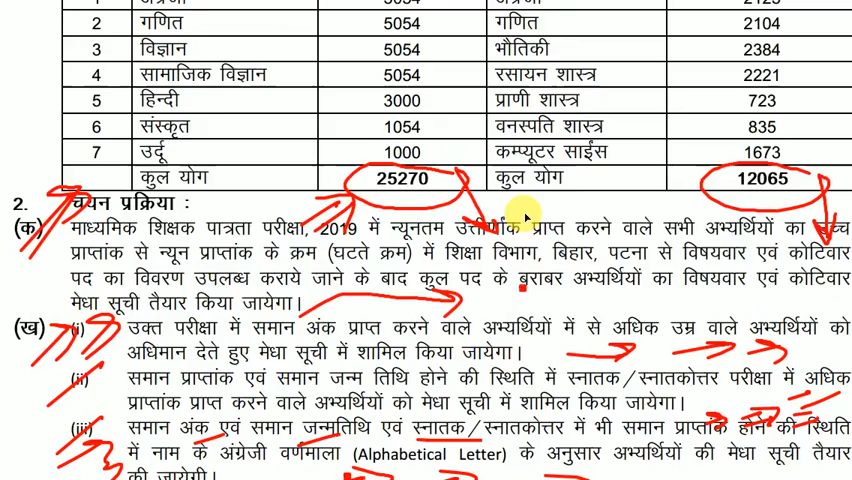 1 5054 2123
2 गणित 5054 गणित 2104
3 विज्ञान 5054 भौतिकी 2384
4 सामाजिक विज्ञान 5054 रसायन शास्त्र 2221
5 हिन्दी 3000 प्राणी शास्त्र 723
6 संस्कृत 1054 वनस्पति शास्त्र 835
7 उर्दू 1000 कम्प्यूटर साईंस 1673
कुल योग 25270 कुल योग 12065
2. चयन प्रक्रिया :
(क) माध्यमिक शिक्षक पात्रता परीक्षा, 2019 में न्यूनतम उत्तीर्णांक प्राप्त करने वाले सभी अभ्यर्थियों का उच्च
प्राप्तांक से न्यून प्राप्तांक के क्रम (घटते क्रम) में शिक्षा विभाग, बिहार, पटना से विषयवार एवं कोटिवार
पद का विवरण उपलब्ध कराये जाने के बाद कुल पद के बराबर अभ्यर्थियों का विषयवार एवं कोटिवार
मेधा सूची तैयार किया जायेगा।
(ख) (i) उक्त परीक्षा में समान अंक प्राप्त करने वाले अभ्यर्थियों में से अधिक उम्र वाले अभ्यर्थियों को
अधिमान देते हुए मेधा सूची में शामिल किया जायेगा।
(ii) समान प्राप्तांक एवं समान जन्म तिथि होने की स्थिति में स्नातक/स्नातकोत्तर परीक्षा में अधिक
प्राप्तांक प्राप्त करने वाले अभ्यर्थियों को मेधा सूची में शामिल किया जायेगा।
(iii) समान अंक एवं समान जन्मतिथि एवं स्नातक/स्नातकोत्तर में भी समान प्राप्तांक होने की स्थिति
में नाम के अंग्रेजी वर्णमाला (Alphabetical Letter) के अनुसार अभ्यर्थियों की मेधा सूची तैयार
की जायेगी।